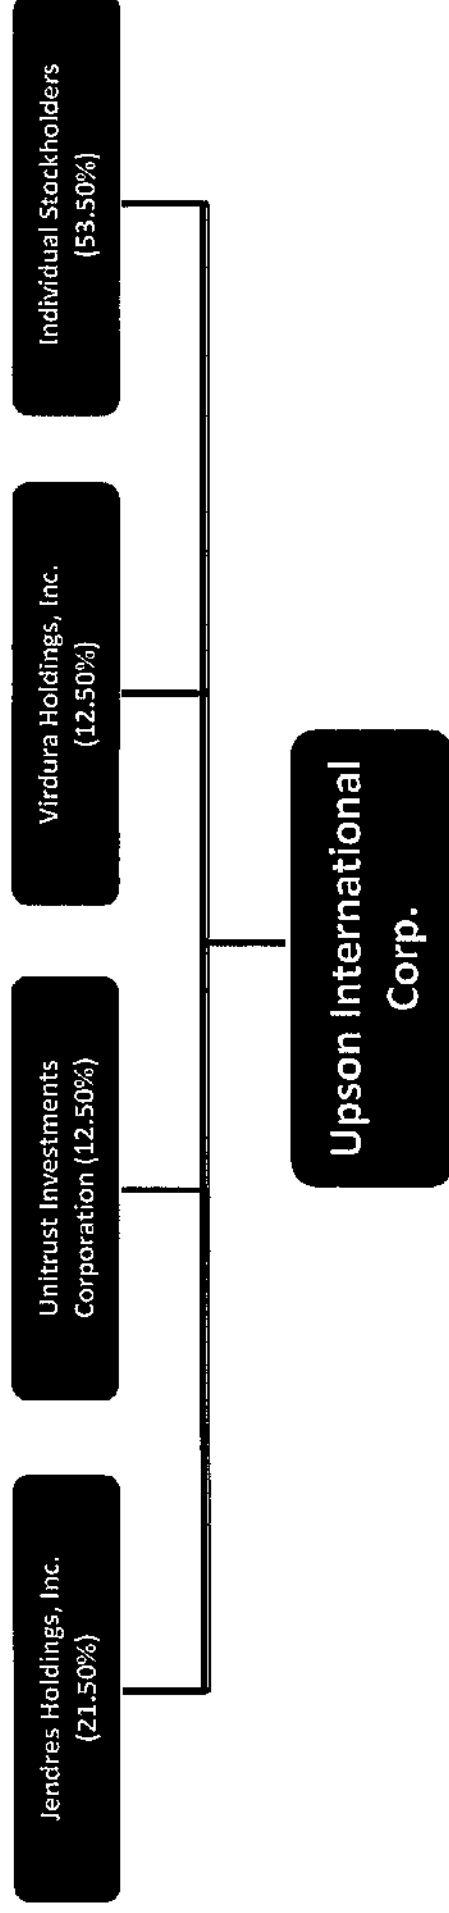 Jendres Holdings, Inc.
(21.50%)
Unitrust Investments
Corporation (12.50%)
Virdura Holdings, Inc.
(12.50%)
Individual Stockholders
(53.50%)
Upson International
Corp.